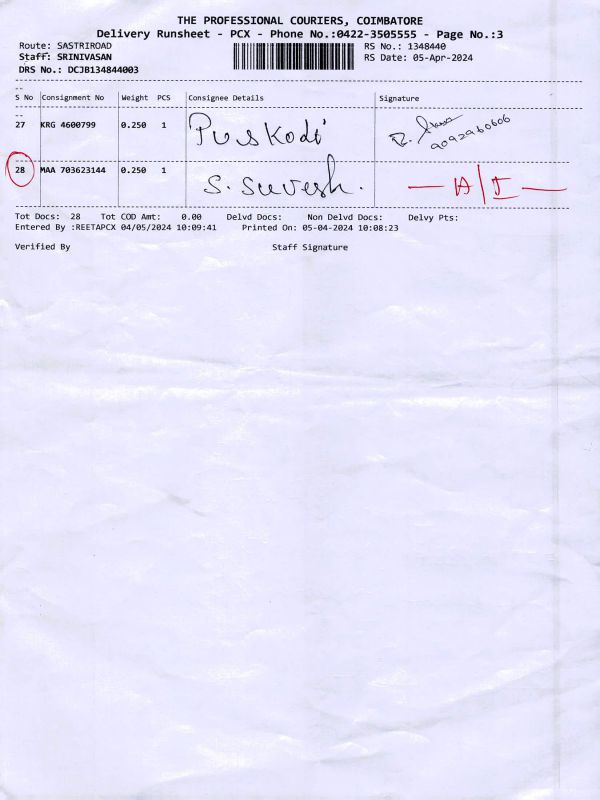 THE PROFESSIONAL COURIERS, COIMBATORE
Delivery Runsheet - PCX - Phone No.:0422-3505555 - Page No.:3
Route: SASTRIROAD RS No.: 1348440
Staff: SRINIVASAN RS Date: 05-Apr-2024
DRS No.: DCJB134844003
S No Consignment No Weight PCS Consignee Details Signature
27 KRG 4600799 0.250 1 Puskodi 9092960606
28 MAA 703623144 0.250 1 S. Suvesh.
Tot Docs: 28 Tot COD Amt: 0.00 Delvd Docs: Non Delvd Docs: Delvy Pts:
Entered By :REETAPCX 04/05/2024 10:09:41 Printed On: 05-04-2024 10:08:23
Verified By Staff Signature